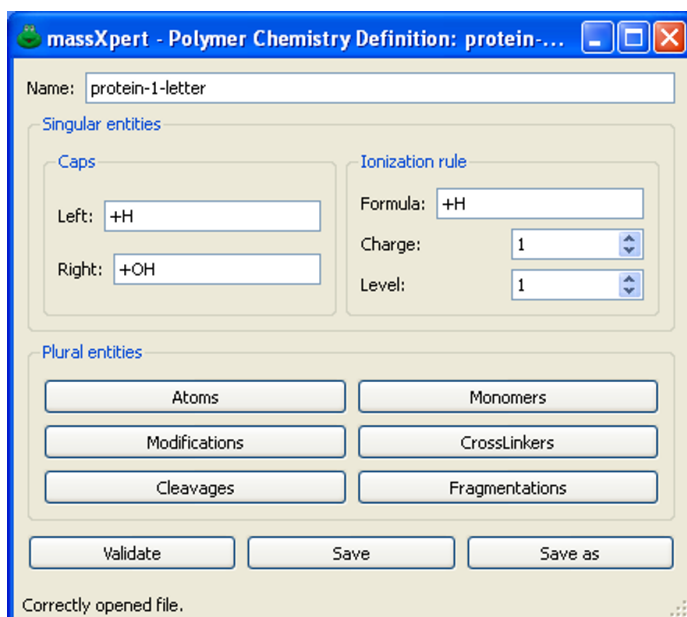 massXpert - Polymer Chemistry Definition: protein-...
Name: protein-1-letter
Singular entities
Caps
Left: +H
Right: +OH
Ionization rule
Formula: +H
Charge: 1
Level: 1
Plural entities
Atoms Monomers
Modifications CrossLinkers
Cleavages Fragmentations
Validate Save Save as
Correctly opened file.